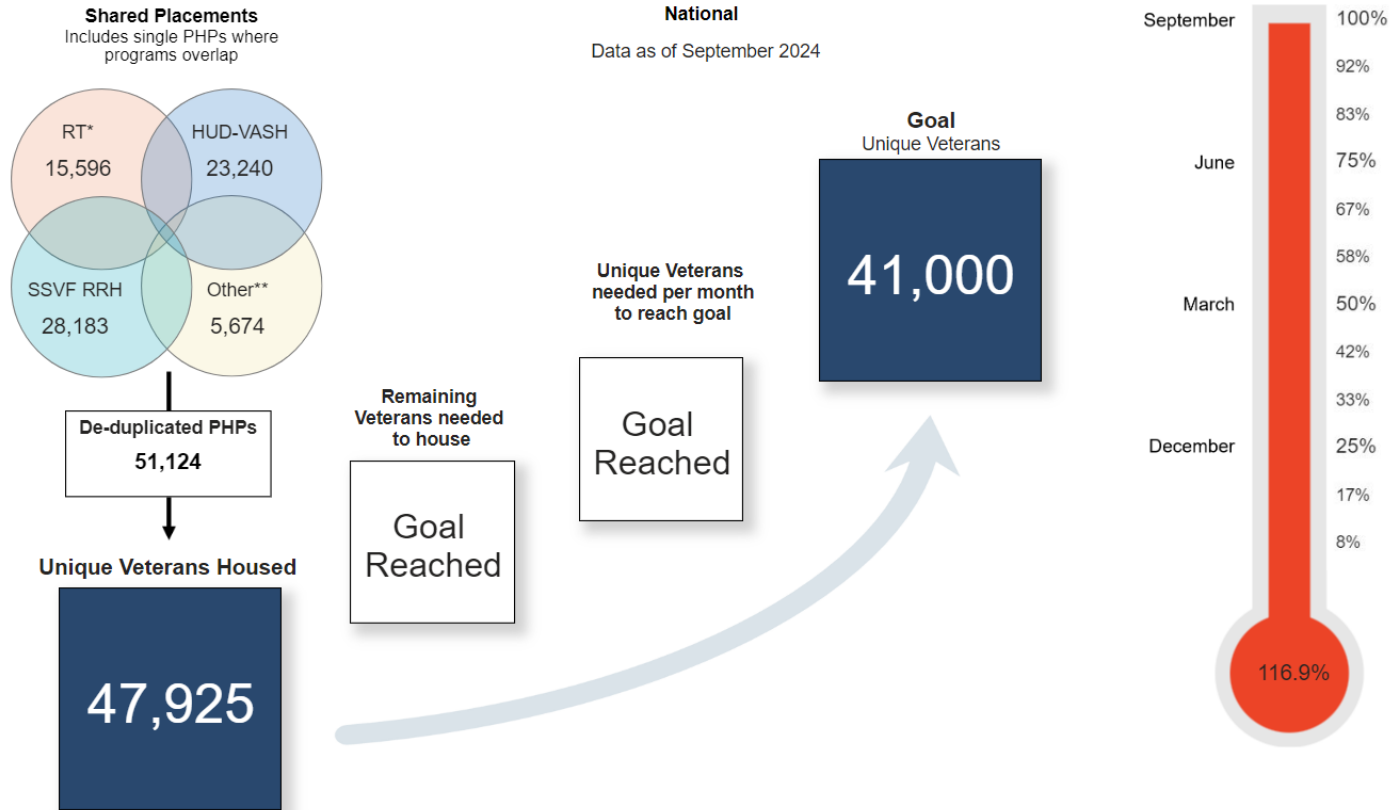 Shared Placements
Includes single PHPs where
programs overlap
RT*
15,596
HUD-VASH
23,240
SSVF RRH
28,183
Other**
5,674
De-duplicated PHPs
51,124
Unique Veterans Housed
47,925
National
Data as of September 2024
Remaining
Veterans needed
to house
Goal
Reached
Unique Veterans
needed per month
to reach goal
Goal
Reached
Goal
Unique Veterans
41,000
September
June
March
December
100%
92%
83%
75%
67%
58%
50%
42%
33%
25%
17%
8%
116.9%